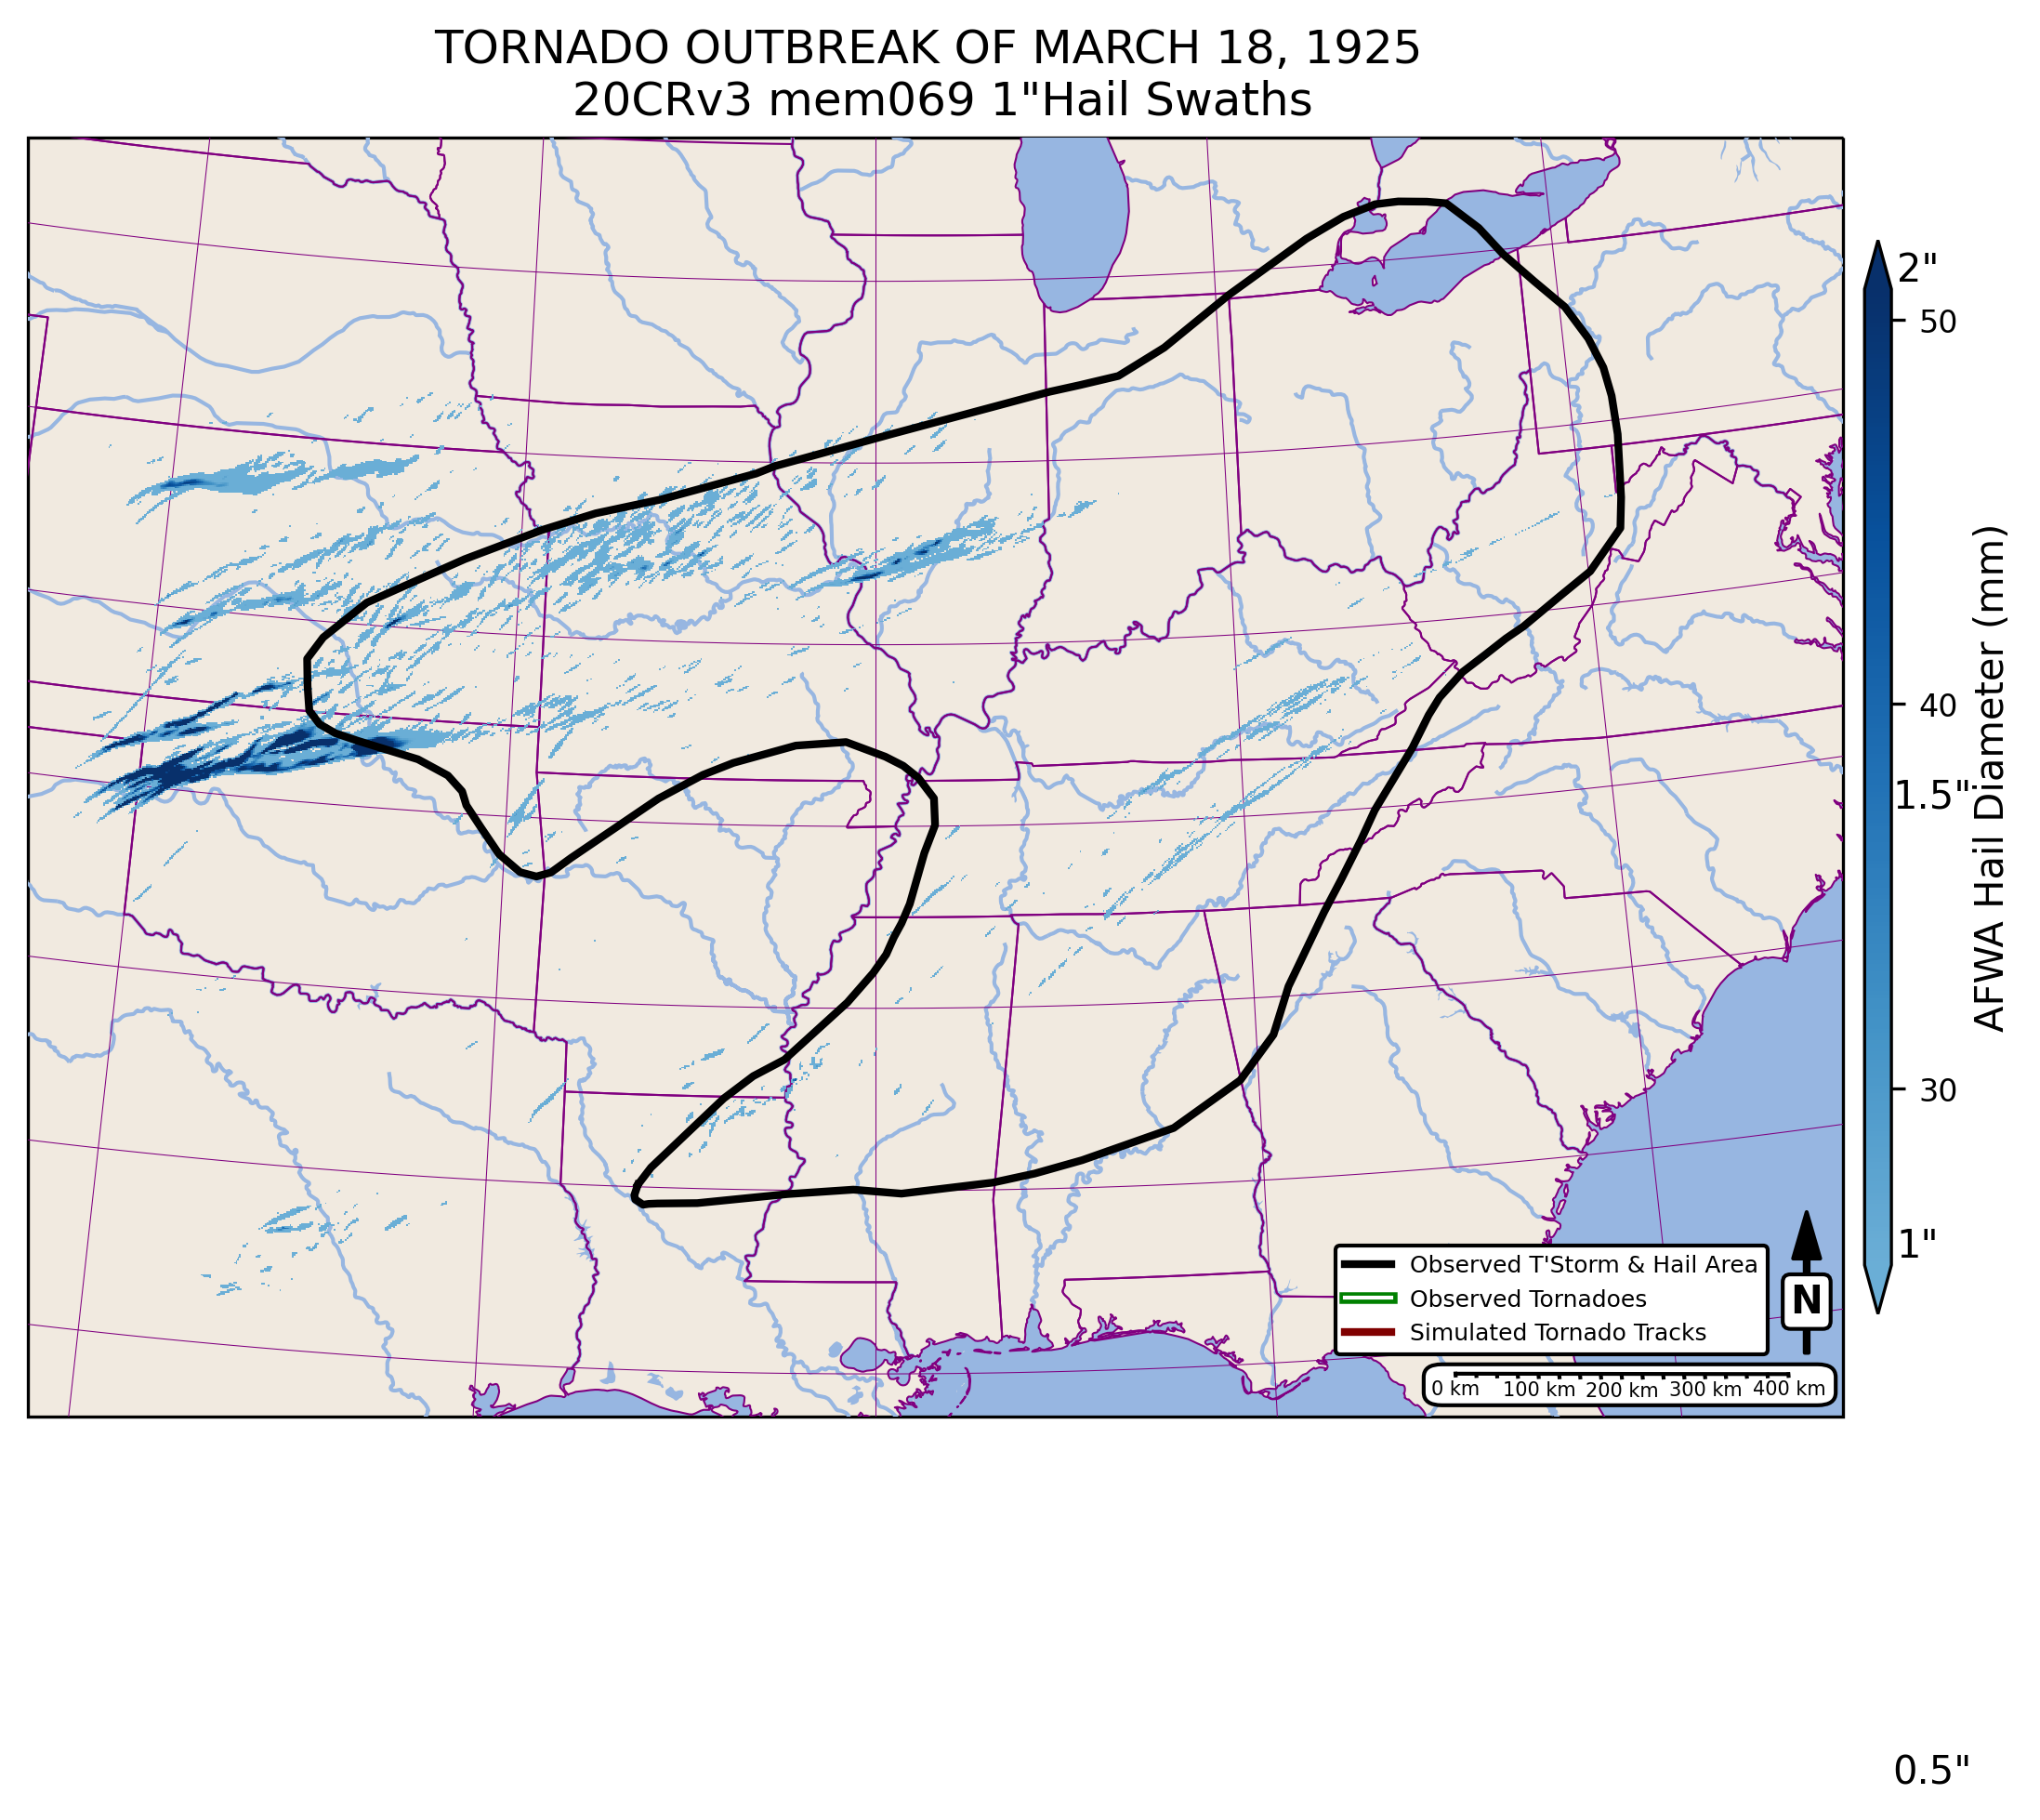 TORNADO OUTBREAK OF MARCH 18, 1925
20CRv3 mem069 1"Hail Swaths
2"
50
40
1.5"
30
1"
AFWA Hail Diameter (mm)
Observed T'Storm & Hail Area
Observed Tornadoes
Simulated Tornado Tracks
N
0 km 100 km 200 km 300 km 400 km
0.5"